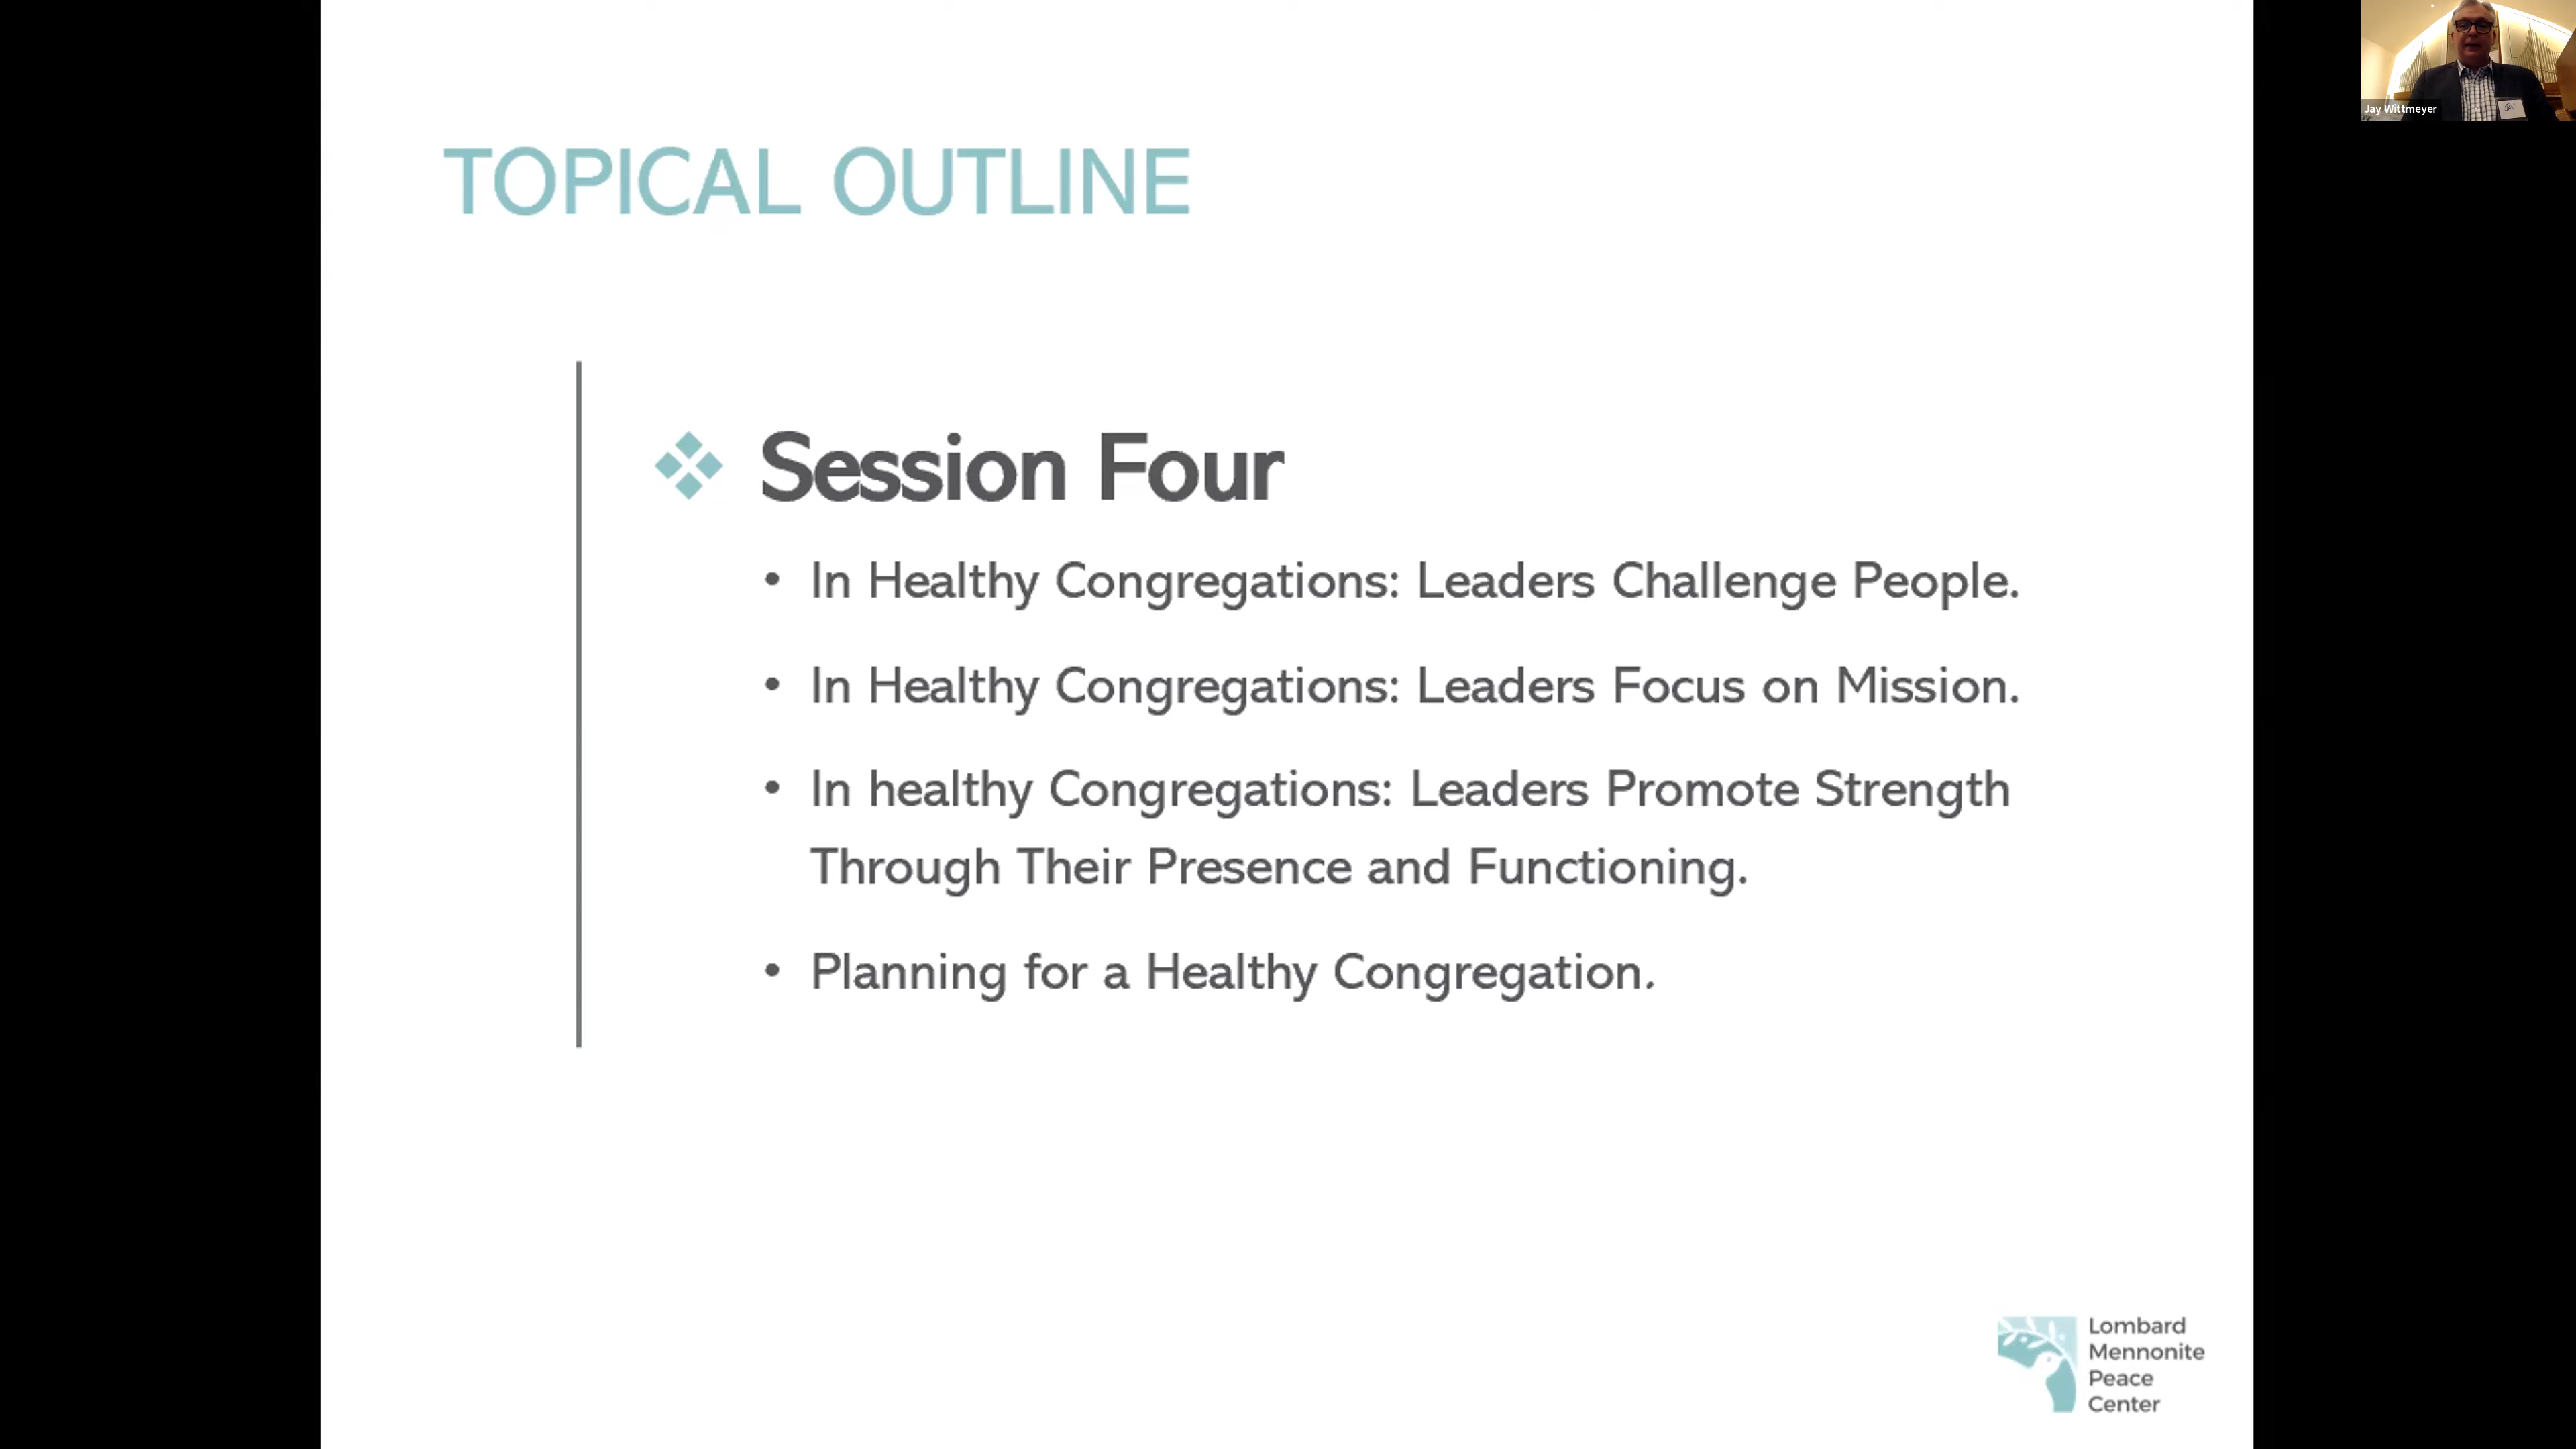 TOPICAL OUTLINE
Session Four
• In Healthy Congregations: Leaders Challenge People.
• In Healthy Congregations: Leaders Focus on Mission.
• In healthy Congregations: Leaders Promote Strength
Through Their Presence and Functioning.
• Planning for a Healthy Congregation.
Lombard
Mennonite
Peace
Center
Jay Wittmeyer